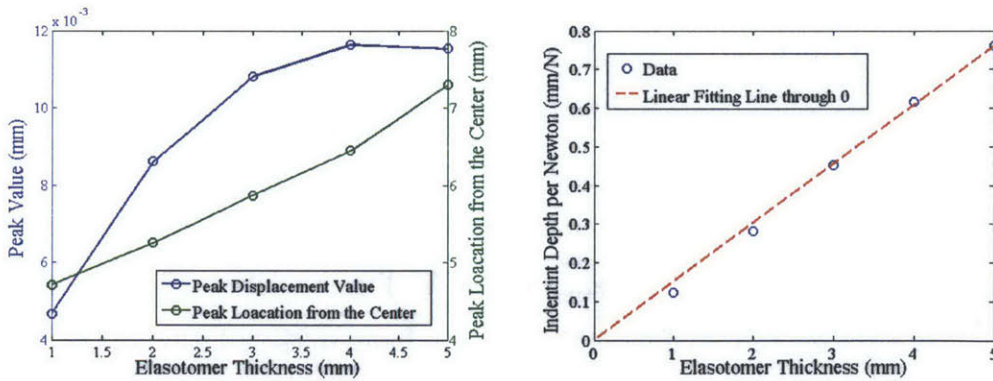 × 10⁻³
12
10
8
6
4
Peak Value (mm)
8
7
6
5
4
Peak Loacation from the Center (mm)
Peak Displacement Value
Peak Loacation from the Center
1 1.5 2 2.5 3 3.5 4 4.5 5
Elasotomer Thickness (mm)
0.8
0.7
0.6
0.5
0.4
0.3
0.2
0.1
0
Indentint Depth per Newton (mm/N)
Data
Linear Fitting Line through 0
0 1 2 3 4 5
Elasotomer Thickness (mm)